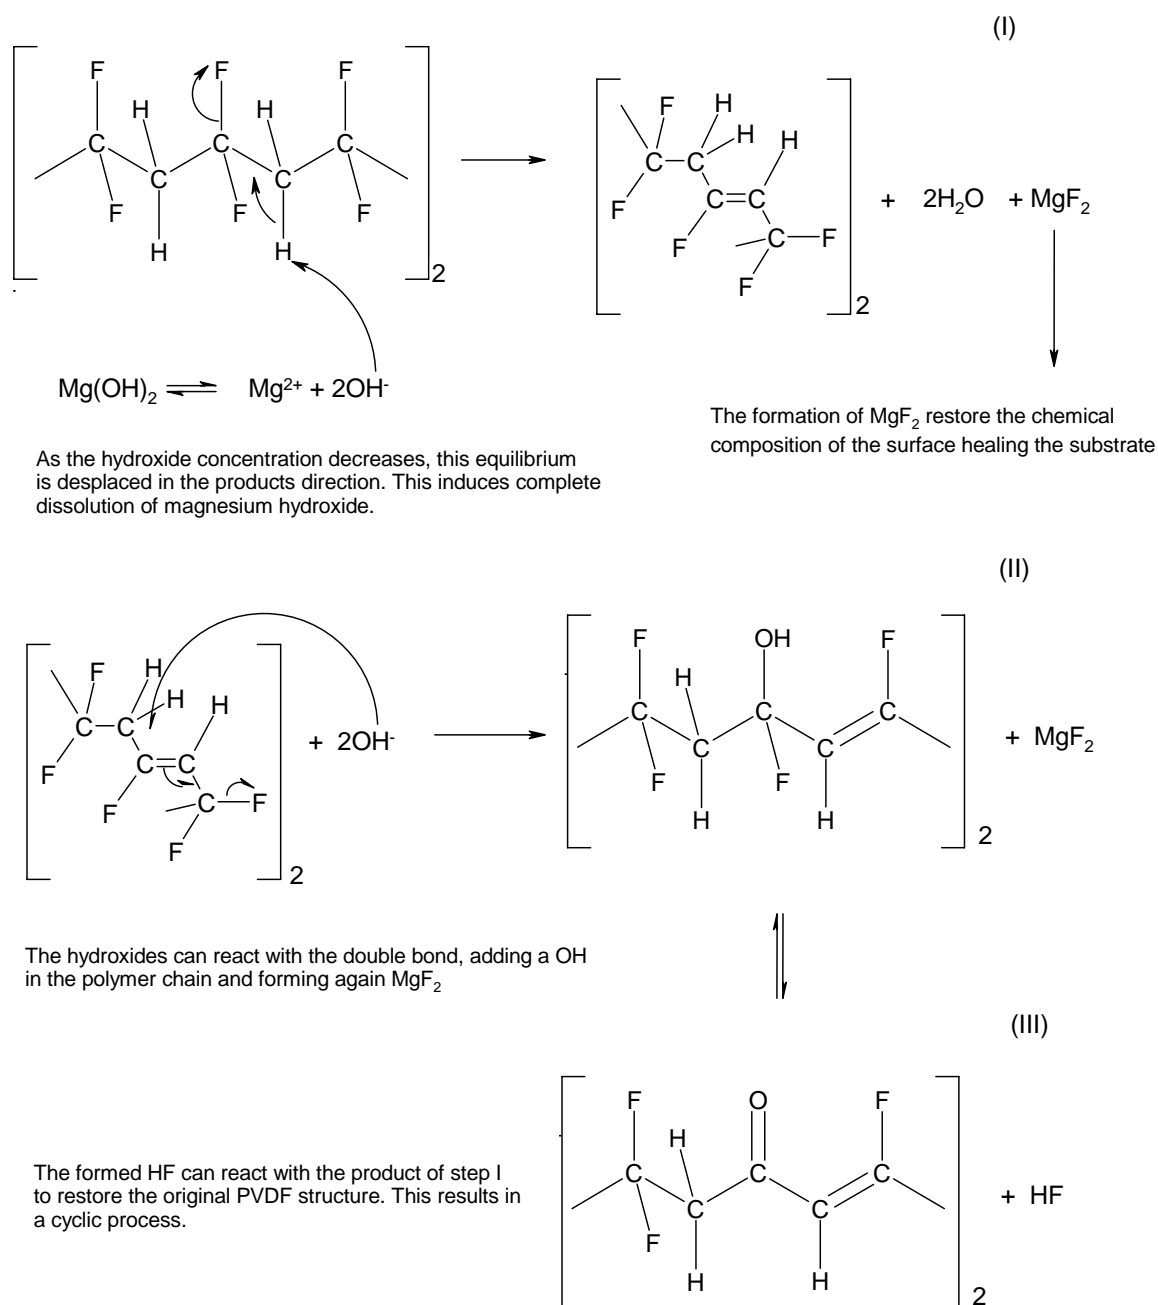 (I)
F F F
H H
C C C
C C
F F F
H H
2
F H
H H
C C
F
C=C
F
C F
F
2
+ 2H₂O + MgF₂
Mg(OH)₂ ⇌ Mg²⁺ + 2OH⁻
The formation of MgF₂ restore the chemical
composition of the surface healing the substrate
As the hydroxide concentration decreases, this equilibrium
is desplaced in the products direction. This induces complete
dissolution of magnesium hydroxide.
(II)
F H
H H
C C
F
C=C
F
C F
F
2
+ 2OH⁻
F OH F
H
C C C
C C
F F
H H
2
+ MgF₂
The hydroxides can react with the double bond, adding a OH
in the polymer chain and forming again MgF₂
(III)
F O F
H
C C C
C C
F
H H
2
+ HF
The formed HF can react with the product of step I
to restore the original PVDF structure. This results in
a cyclic process.